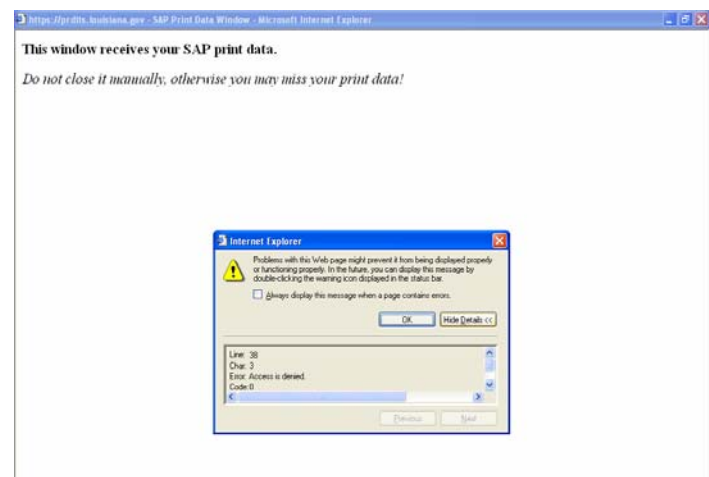 https://prdits.louisiana.gov - SAP Print Data Window - Microsoft Internet Explorer
This window receives your SAP print data.
Do not close it manually, otherwise you may miss your print data!
Internet Explorer
Problems with this Web page might prevent it from being displayed properly
or functioning properly. In the future, you can display this message by
double-clicking the warning icon displayed in the status bar.
Always display this message when a page contains errors.
OK Hide Details <<
Line: 38
Char: 3
Error: Access is denied.
Code: 0
Previous Next